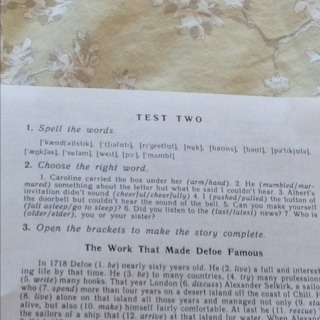 TEST TWO
1. Spell the words.
2. Choose the right word.
1. Caroline carried the box under her (arm/hand). 2. He (mumbled/mur-
mured) something about the letter but what he said I couldn't hear. 3. Albert's
invitation didn't sound (cheerful/cheerfully) 4. I (pushed/pulled) the button of
the doorbell but couldn't hear the sound of the bell. 5. Can you make yourself
(fall asleep/go to sleep)? 6. Did you listen to the (last/latest) news? 7. Who is
(older/elder), you or your sister?
3. Open the brackets to make the story complete.
The Work That Made Defoe Famous
In 1718 Defoe (1. be) nearly sixty years old. He (2. live) a full and interest-
ing life by that time. He (3. be) to many countries, (4. try) many profession
(5. write) many books. That year London (6. discuss) Alexander Selkirk, a sail
who (7. spend) more than four years on a desert island off the coast of Chili. H
(8. live) alone on that island all those years and managed not only (9. sta
alive, but also (10. make) himself fairly comfortable. At last he (11. rescue)
the sailors of a ship that (12. arrive) at that island for water. When Alexand